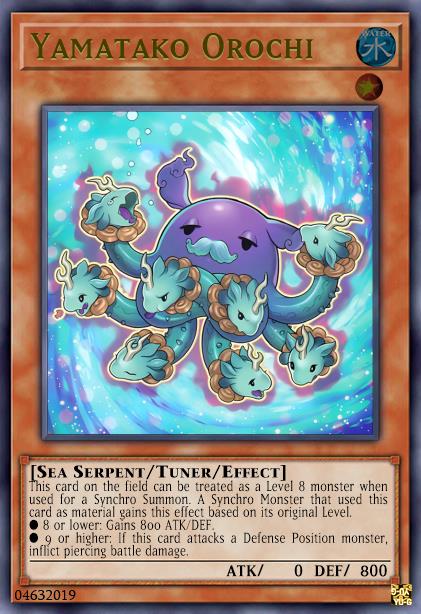 Yamatako Orochi
WATER
水
[Sea Serpent/Tuner/Effect]
This card on the field can be treated as a Level 8 monster when
used for a Synchro Summon. A Synchro Monster that used this
card as material gains this effect based on its original Level.
● 8 or lower: Gains 800 ATK/DEF.
● 9 or higher: If this card attacks a Defense Position monster,
inflict piercing battle damage.
ATK/ 0 DEF/ 800
04632019